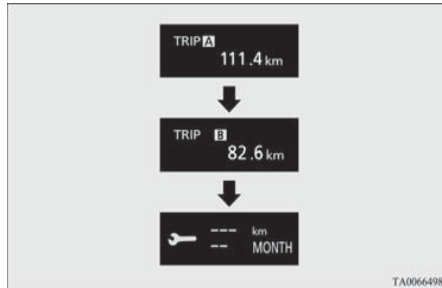 TRIP A
111.4 km
TRIP B
82.6 km
--- km
-- MONTH
TA0066498